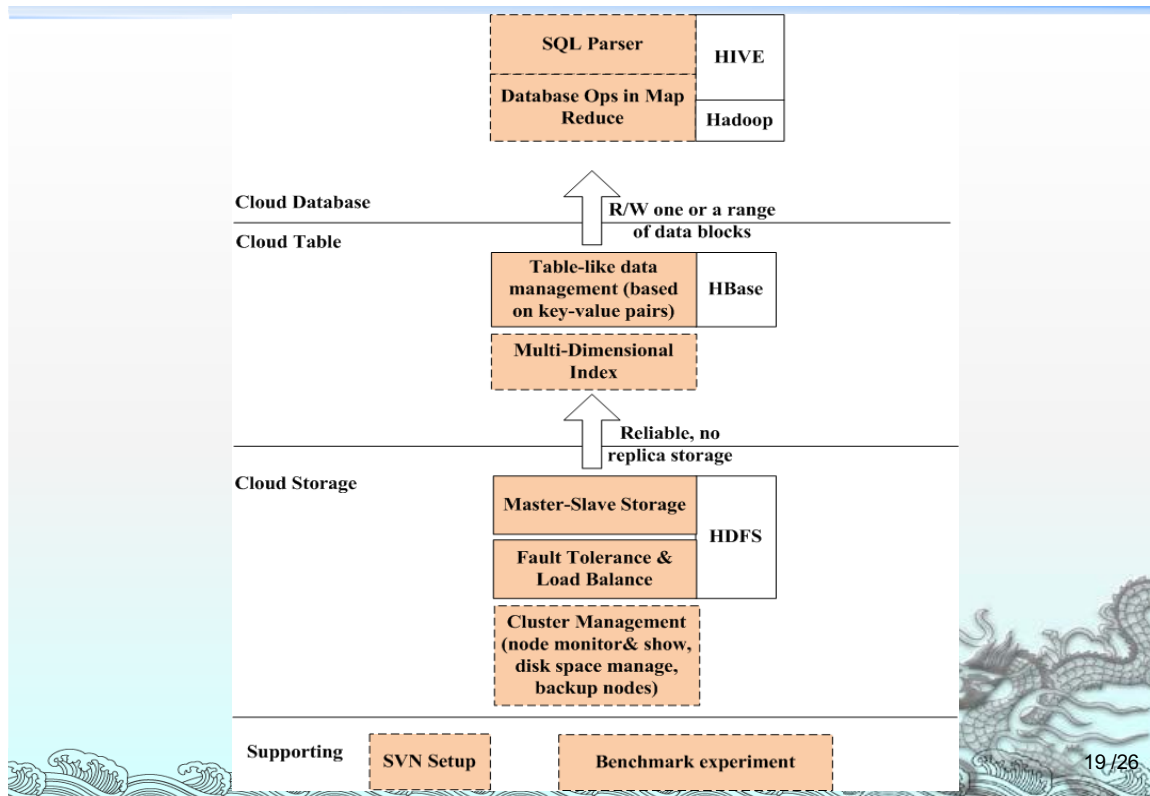 SQL Parser
HIVE
Database Ops in Map
Reduce
Hadoop
Cloud Database
R/W one or a range
of data blocks
Cloud Table
Table-like data
management (based
on key-value pairs)
HBase
Multi-Dimensional
Index
Reliable, no
replica storage
Cloud Storage
Master-Slave Storage
HDFS
Fault Tolerance &
Load Balance
Cluster Management
(node monitor& show,
disk space manage,
backup nodes)
Supporting
SVN Setup
Benchmark experiment
19/26